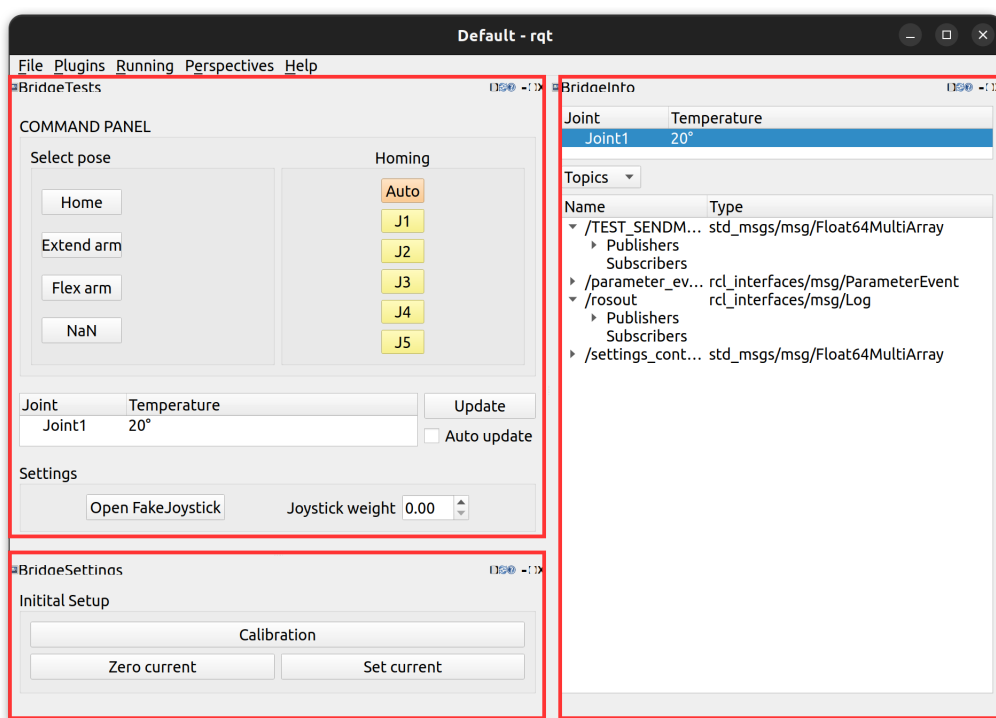 Default - rqt
File Plugins Running Perspectives Help
BridgeTests
COMMAND PANEL
Select pose
Home
Extend arm
Flex arm
NaN
Homing
Auto
J1
J2
J3
J4
J5
Joint Temperature
Joint1 20°
Update
Auto update
Settings
Open FakeJoystick
Joystick weight 0.00
BridgeSettings
Initital Setup
Calibration
Zero current
Set current
BridgeInfo
Joint Temperature
Joint1 20°
Topics
Name Type
/TEST_SENDM... std_msgs/msg/Float64MultiArray
Publishers
Subscribers
/parameter_ev... rcl_interfaces/msg/ParameterEvent
/rosout rcl_interfaces/msg/Log
Publishers
Subscribers
/settings_cont... std_msgs/msg/Float64MultiArray